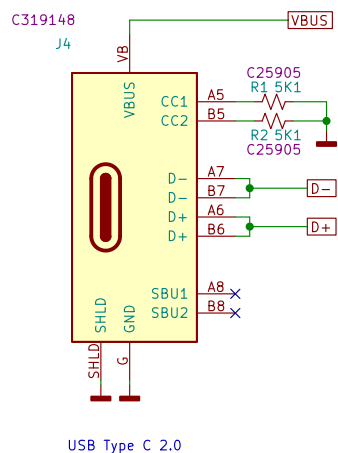 C319148
VBUS
J4
VB
C25905
R1 5K1
VBUS
CC1
A5
CC2
B5
R2 5K1
C25905
D-
A7
D-
B7
D-
D+
A6
D+
B6
D+
SBU1
A8
SBU2
B8
SHLD
GND
SHLD
G
USB Type C 2.0